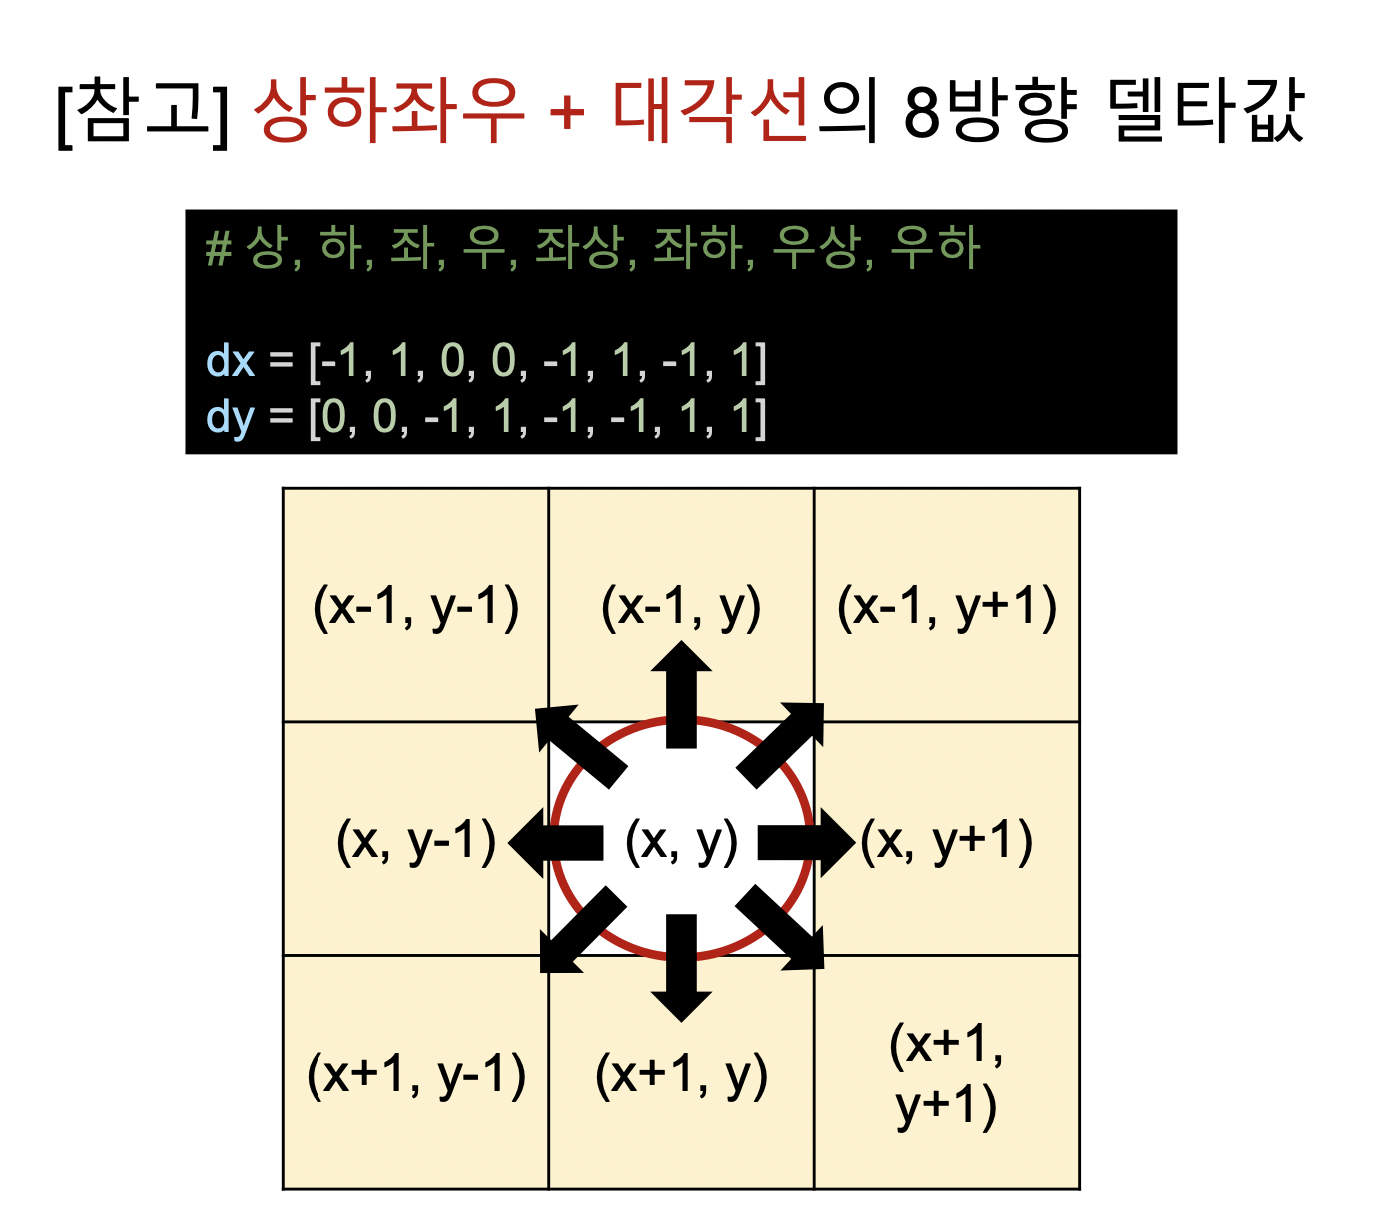 [참고] 상하좌우 + 대각선의 8방향 델타값
# 상, 하, 좌, 우, 좌상, 좌하, 우상, 우하
dx = [-1, 1, 0, 0, -1, 1, -1, 1]
dy = [0, 0, -1, 1, -1, -1, 1, 1]
(x-1, y-1)
(x-1, y)
(x-1, y+1)
(x, y-1)
(x, y)
(x, y+1)
(x+1, y-1)
(x+1, y)
(x+1,
y+1)